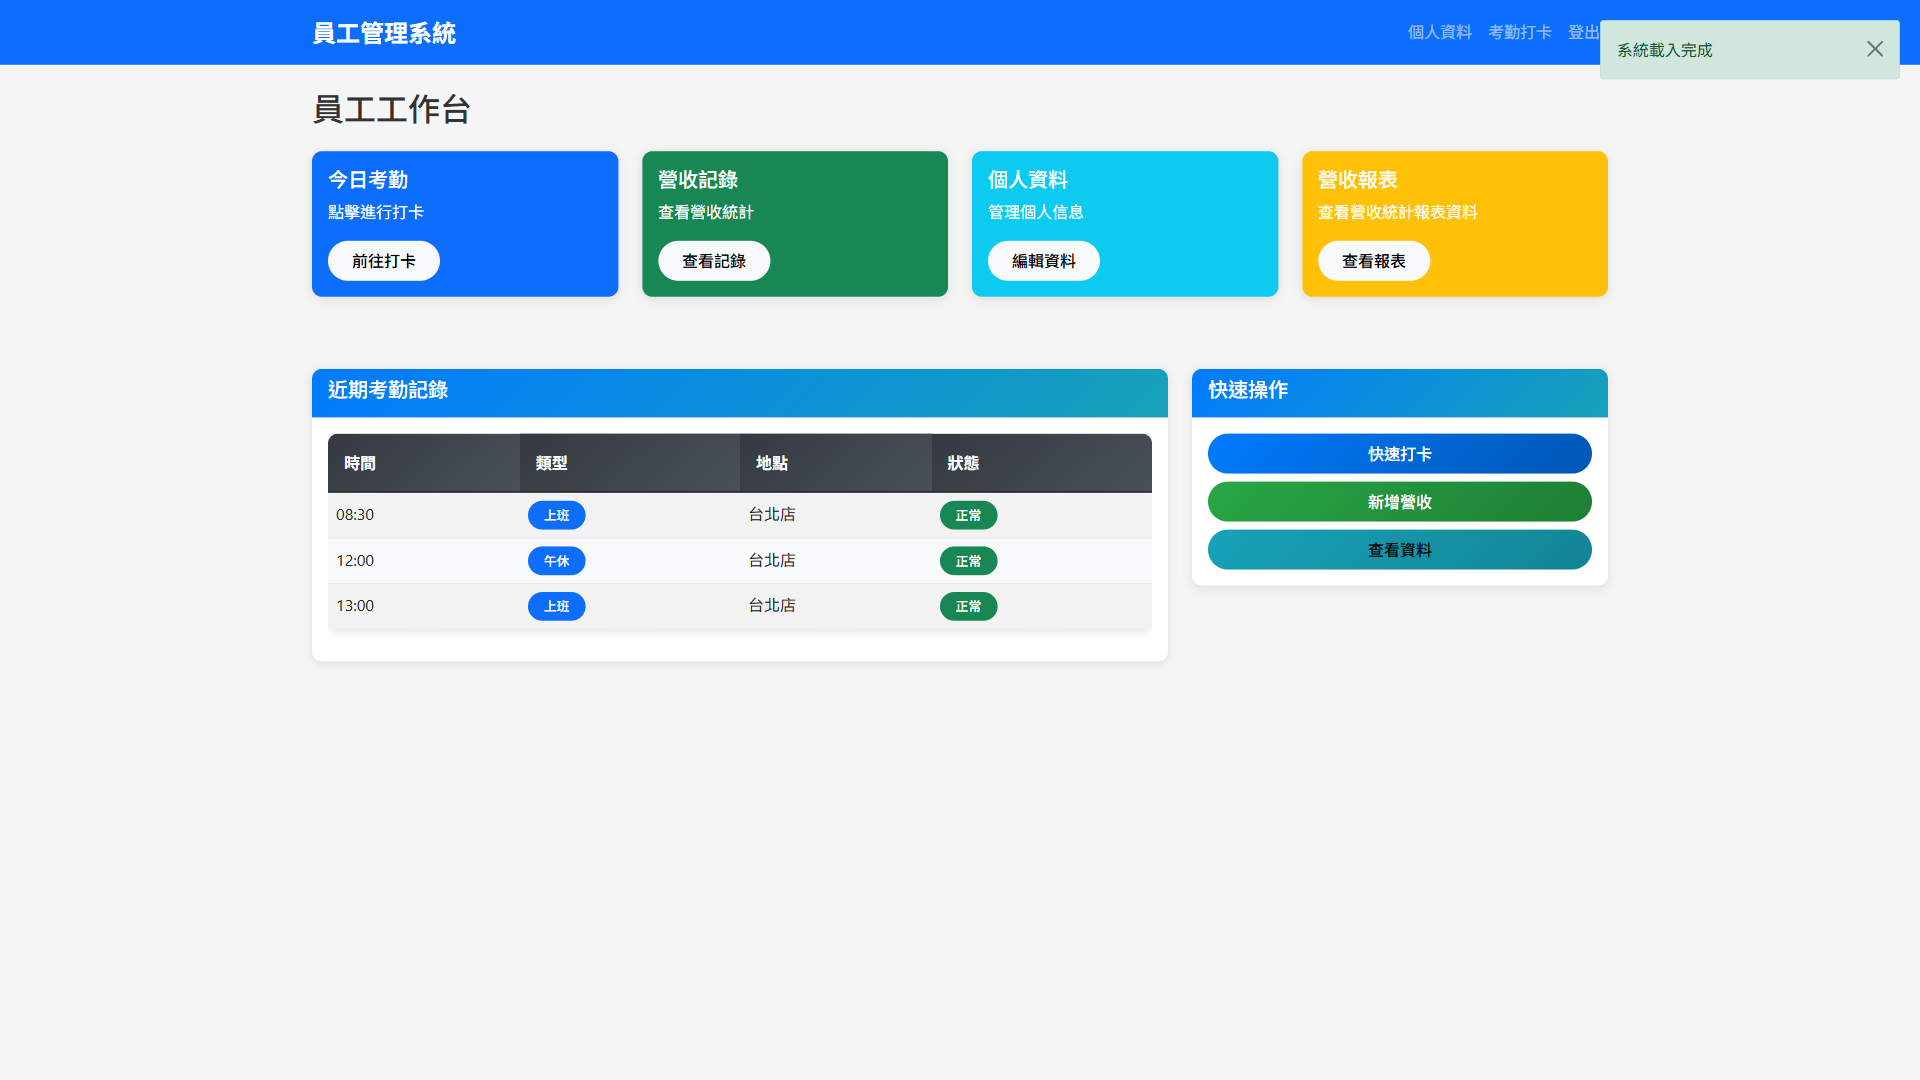 員工管理系統
個人資料 考勤打卡 登出
系統載入完成
員工工作台
今日考勤
點擊進行打卡
前往打卡
營收記錄
查看營收統計
查看記錄
個人資料
管理個人信息
編輯資料
營收報表
查看營收統計報表資料
查看報表
近期考勤記錄
時間 類型 地點 狀態
08:30 上班 台北店 正常
12:00 午休 台北店 正常
13:00 上班 台北店 正常
快速操作
快速打卡
新增營收
查看資料